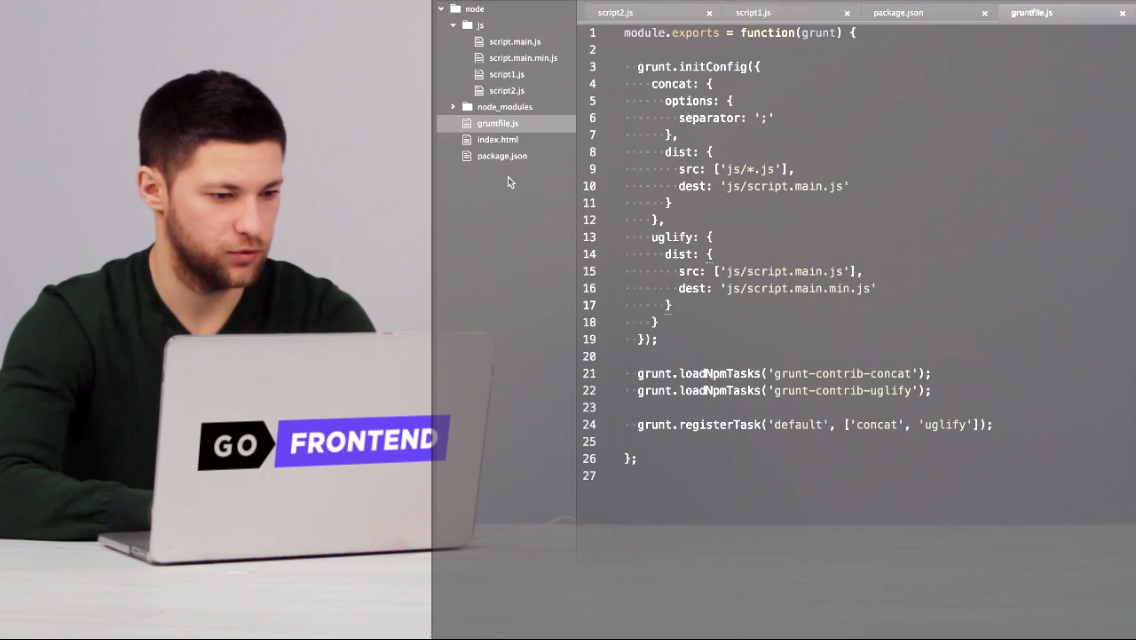 node
js
script.main.js
script.main.min.js
script1.js
script2.js
node_modules
gruntfile.js
index.html
package.json
script2.js × script1.js × package.json × gruntfile.js ×
1 module.exports = function(grunt) {
2
3 grunt.initConfig({
4 concat: {
5 options: {
6 separator: ';'
7 },
8 dist: {
9 src: ['js/*.js'],
10 dest: 'js/script.main.js'
11 }
12 },
13 uglify: {
14 dist: {
15 src: ['js/script.main.js'],
16 dest: 'js/script.main.min.js'
17 }
18 }
19 });
20
21 grunt.loadNpmTasks('grunt-contrib-concat');
22 grunt.loadNpmTasks('grunt-contrib-uglify');
23
24 grunt.registerTask('default', ['concat', 'uglify']);
25
26 };
27
GO FRONTEND